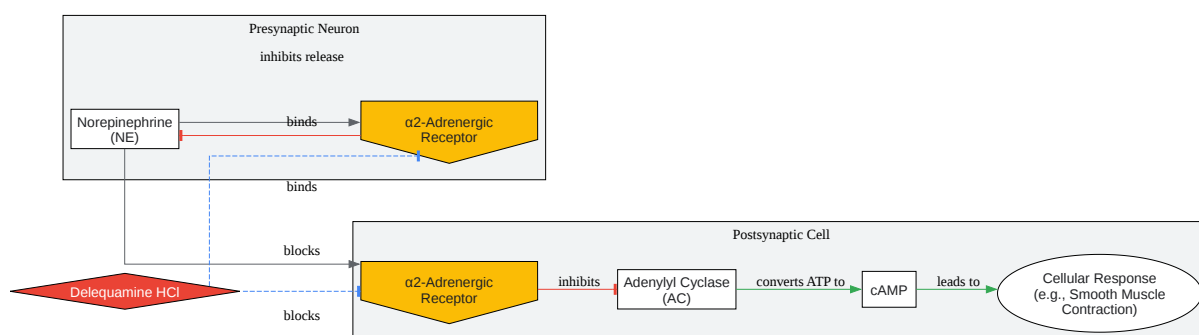 Presynaptic Neuron
inhibits release
Norepinephrine
(NE)
binds
α2-Adrenergic
Receptor
binds
Postsynaptic Cell
blocks
Delequamine HCl
blocks
α2-Adrenergic
Receptor
inhibits
Adenylyl Cyclase
(AC)
converts ATP to
cAMP
leads to
Cellular Response
(e.g., Smooth Muscle
Contraction)